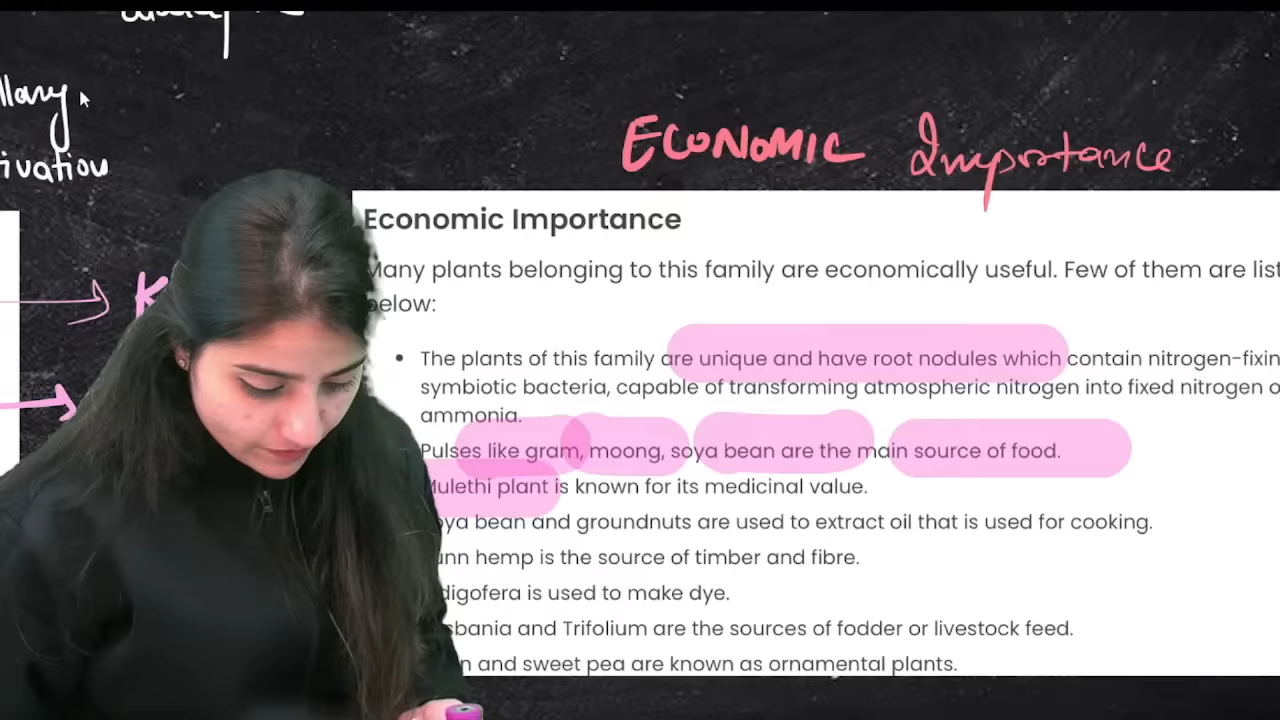 ECONOMIC Importance
ivation
Economic Importance
Many plants belonging to this family are economically useful. Few of them are list
below:
• The plants of this family are unique and have root nodules which contain nitrogen-fixin
symbiotic bacteria, capable of transforming atmospheric nitrogen into fixed nitrogen o
ammonia.
Pulses like gram, moong, soya bean are the main source of food.
Mulethi plant is known for its medicinal value.
oya bean and groundnuts are used to extract oil that is used for cooking.
unn hemp is the source of timber and fibre.
digofera is used to make dye.
sbania and Trifolium are the sources of fodder or livestock feed.
n and sweet pea are known as ornamental plants.